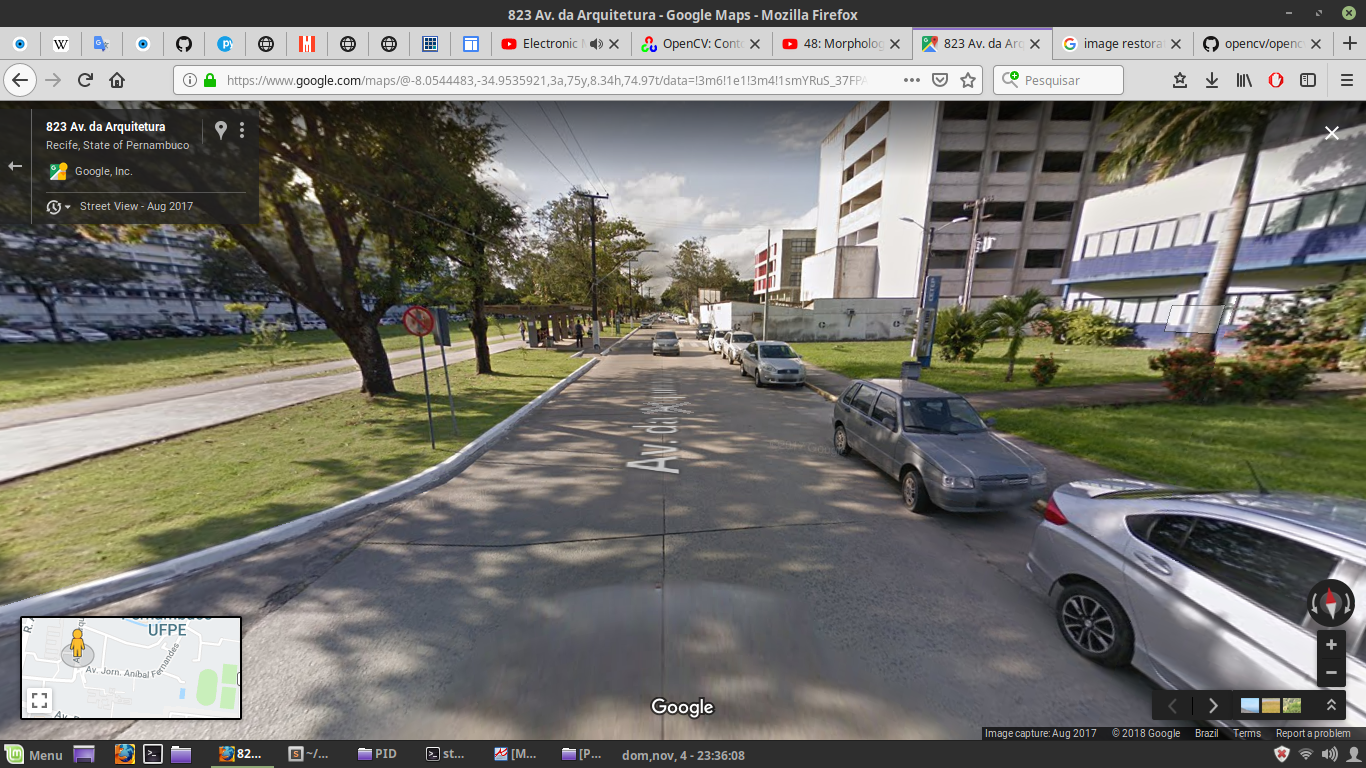 823 Av. da Arquitetura - Google Maps - Mozilla Firefox
Electronic
OpenCV: Cont
48: Morpholog
823 Av. da Arq
image restorat
opencv/openc
https://www.google.com/maps/@-8.0544483,-34.9535921,3a,75y,8.34h,74.97t/data=!3m6!1e1!3m4!1smYRuS_37FPA
Pesquisar
823 Av. da Arquitetura
Recife, State of Pernambuco
Google, Inc.
Street View - Aug 2017
Av. da Arqui
UFPE
Av. Jorn. Aníbal Fernandes
Google
Image capture: Aug 2017 © 2018 Google Brazil Terms Report a problem
Menu
82...
~/...
PID
st...
[M...
[P...
dom,nov, 4 - 23:36:08